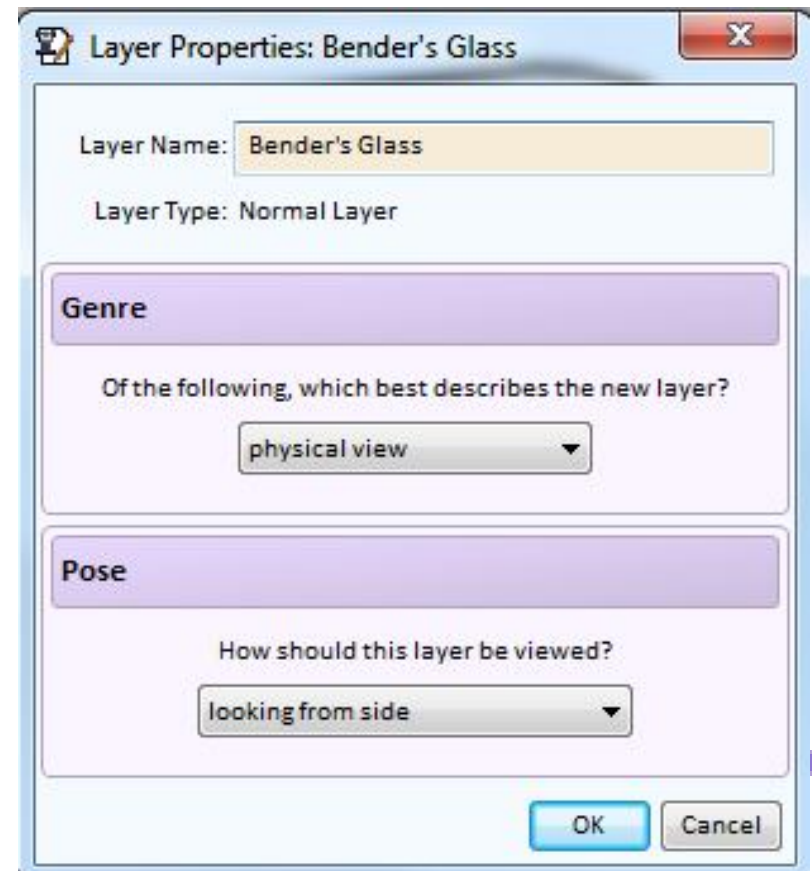 Layer Properties: Bender's Glass
Layer Name: Bender's Glass
Layer Type: Normal Layer
Genre
Of the following, which best describes the new layer?
physical view
Pose
How should this layer be viewed?
looking from side
OK Cancel